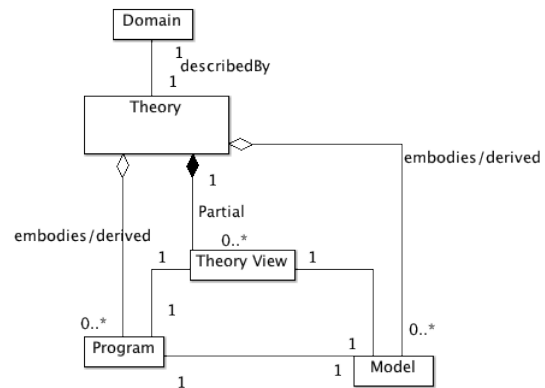 Domain
1
describedBy
1
Theory
embodies/derived
1
Partial
embodies/derived
0..*
1
Theory View
1
1
0..*
0..*
1
Program
1
Model
1